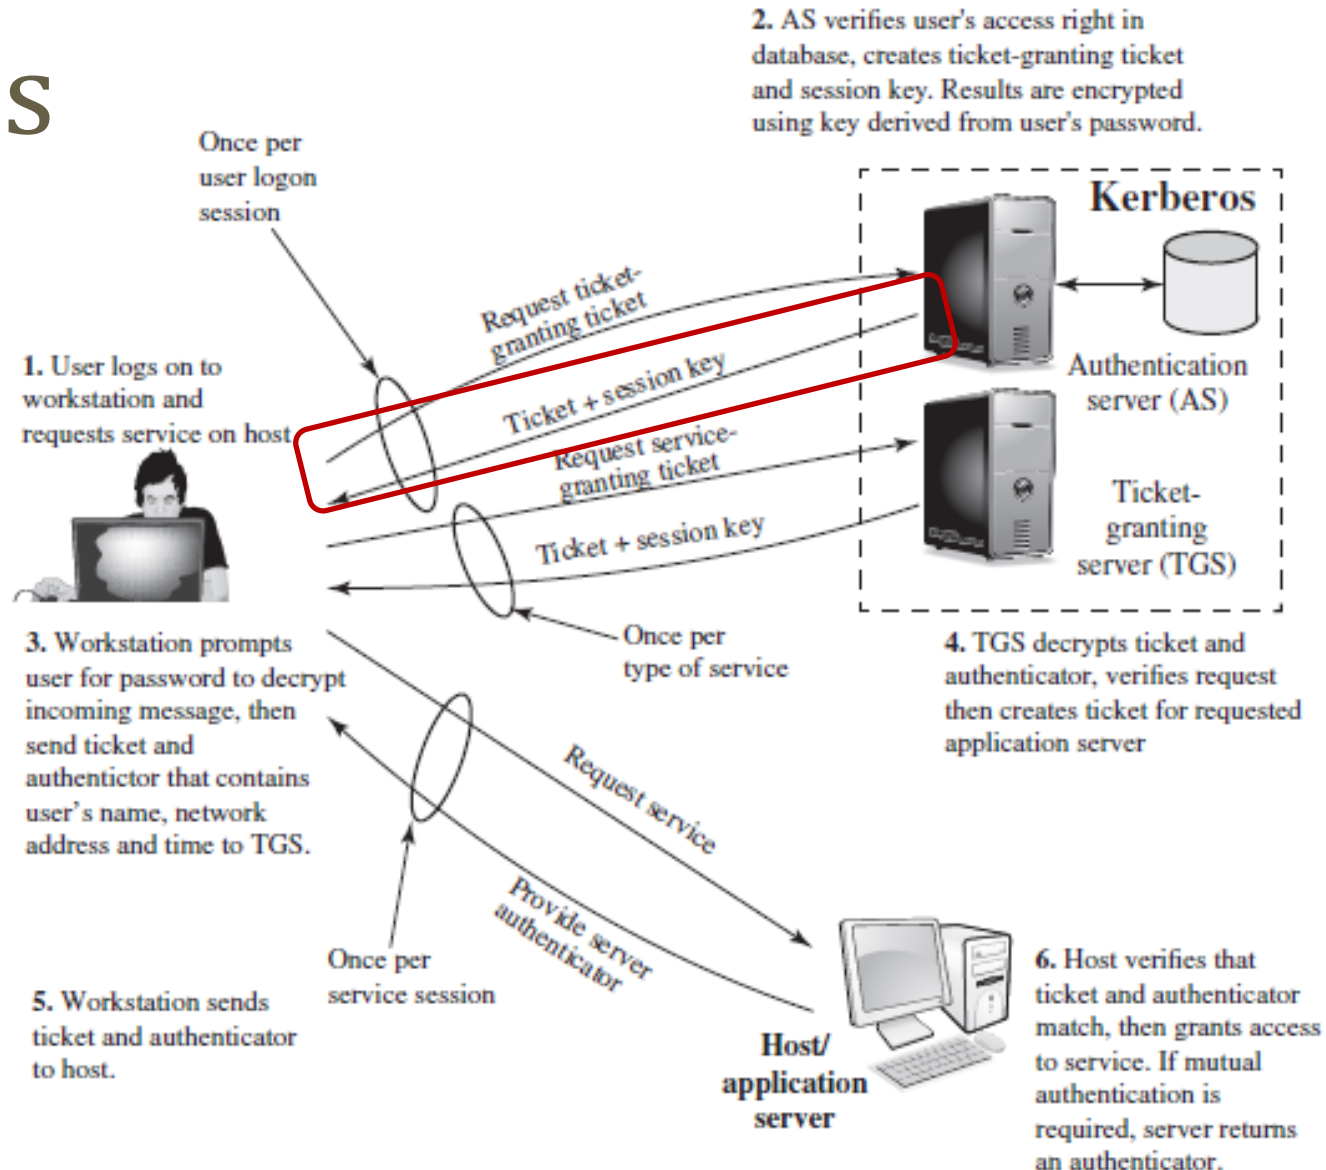 s
2. AS verifies user's access right in
database, creates ticket-granting ticket
and session key. Results are encrypted
using key derived from user's password.
Once per
user logon
session
Kerberos
Request ticket-
granting ticket
1. User logs on to
workstation and
requests service on host
Ticket + session key
Authentication
server (AS)
Request service-
granting ticket
Ticket-
granting
server (TGS)
Ticket + session key
Once per
type of service
3. Workstation prompts
user for password to decrypt
incoming message, then
send ticket and
authentictor that contains
user's name, network
address and time to TGS.
4. TGS decrypts ticket and
authenticator, verifies request
then creates ticket for requested
application server
Request service
Provide server
authenticator
Once per
service session
5. Workstation sends
ticket and authenticator
to host.
Host/
application
server
6. Host verifies that
ticket and authenticator
match, then grants access
to service. If mutual
authentication is
required, server returns
an authenticator.